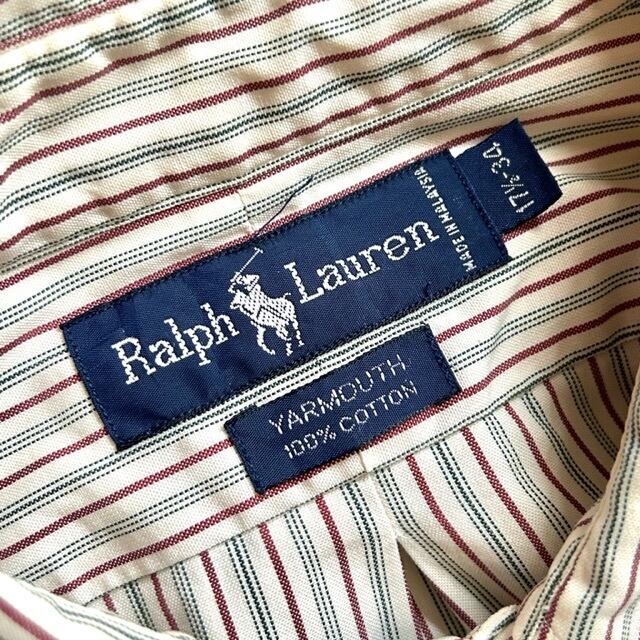 Ralph Lauren
MADE IN MALAYSIA
17½-34
YARMOUTH
100% COTTON